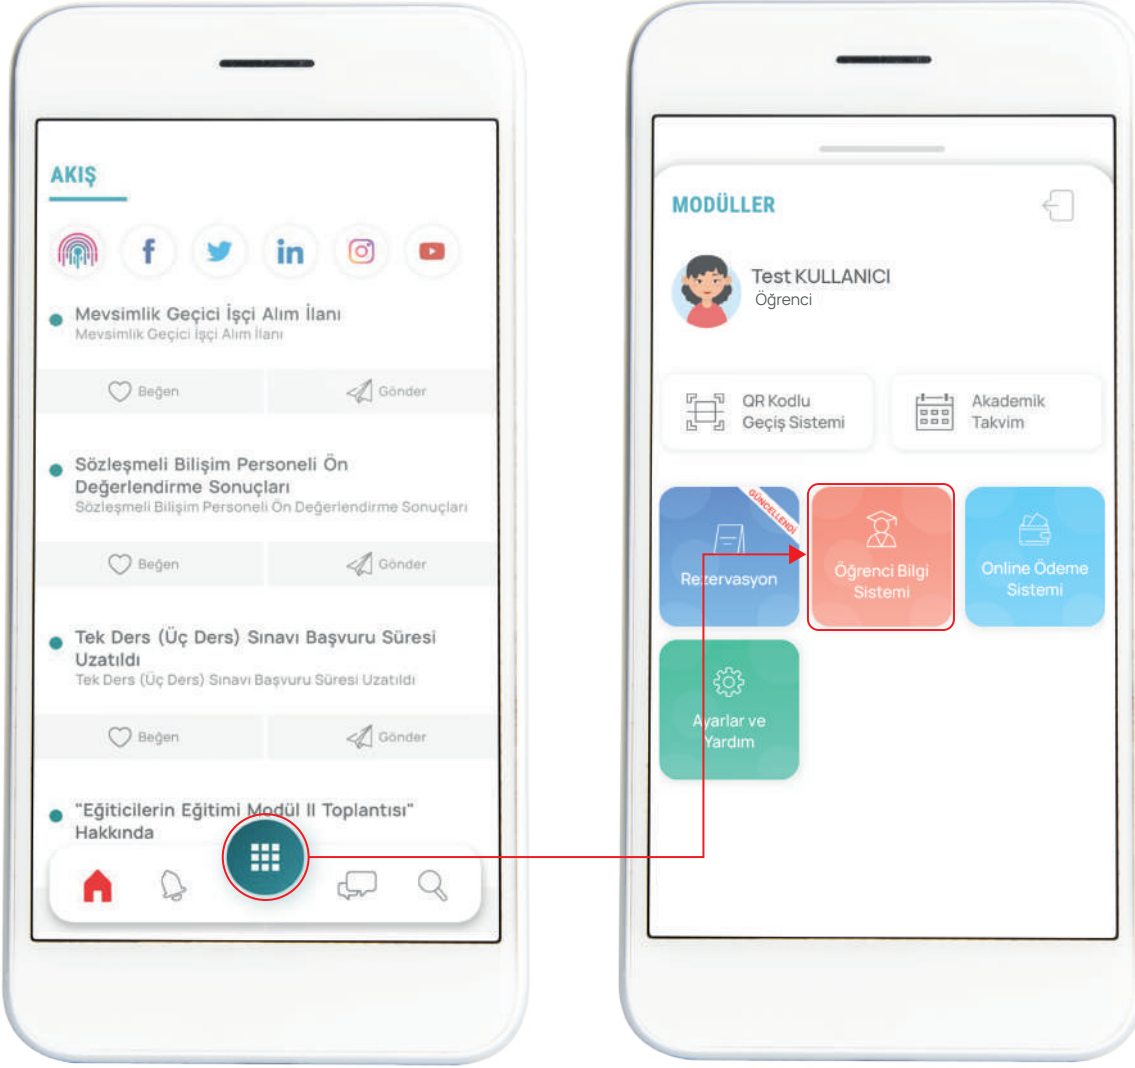 AKIŞ
Mevsimlik Geçici İşçi Alım İlanı
Mevsimlik Geçici İşçi Alım İlanı
Beğen
Gönder
Sözleşmeli Bilişim Personeli Ön
Değerlendirme Sonuçları
Sözleşmeli Bilişim Personeli Ön Değerlendirme Sonuçları
Beğen
Gönder
Tek Ders (Üç Ders) Sınavı Başvuru Süresi
Uzatıldı
Tek Ders (Üç Ders) Sınavı Başvuru Süresi Uzatıldı
Beğen
Gönder
"Eğiticilerin Eğitimi Modül II Toplantısı"
Hakkında
MODÜLLER
Test KULLANICI
Öğrenci
QR Kodlu
Geçiş Sistemi
Akademik
Takvim
GÜNCELLENDİ
Rezervasyon
Öğrenci Bilgi
Sistemi
Online Ödeme
Sistemi
Ayarlar ve
Yardım